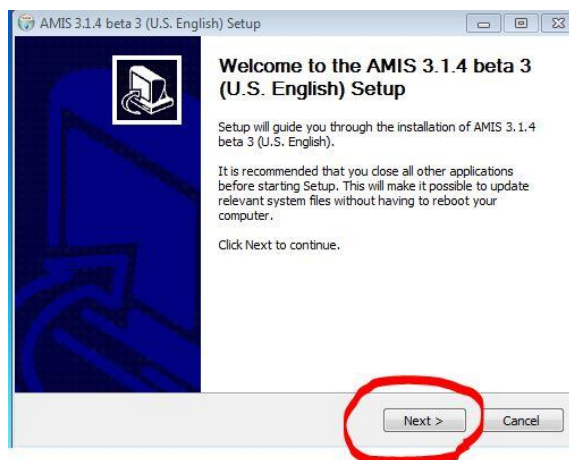 AMIS 3.1.4 beta 3 (U.S. English) Setup
Welcome to the AMIS 3.1.4 beta 3
(U.S. English) Setup
Setup will guide you through the installation of AMIS 3.1.4
beta 3 (U.S. English).
It is recommended that you close all other applications
before starting Setup. This will make it possible to update
relevant system files without having to reboot your
computer.
Click Next to continue.
Next > Cancel